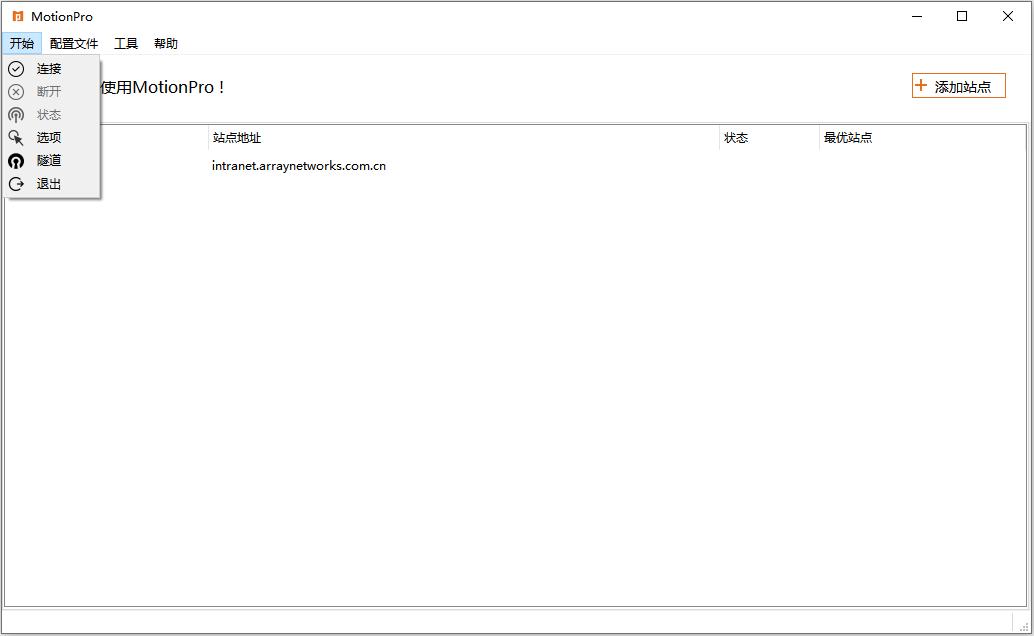 MotionPro
开始 配置文件 工具 帮助
连接
断开
状态
选项
隧道
退出
使用MotionPro！
添加站点
站点地址 状态 最优站点
intranet.arraynetworks.com.cn